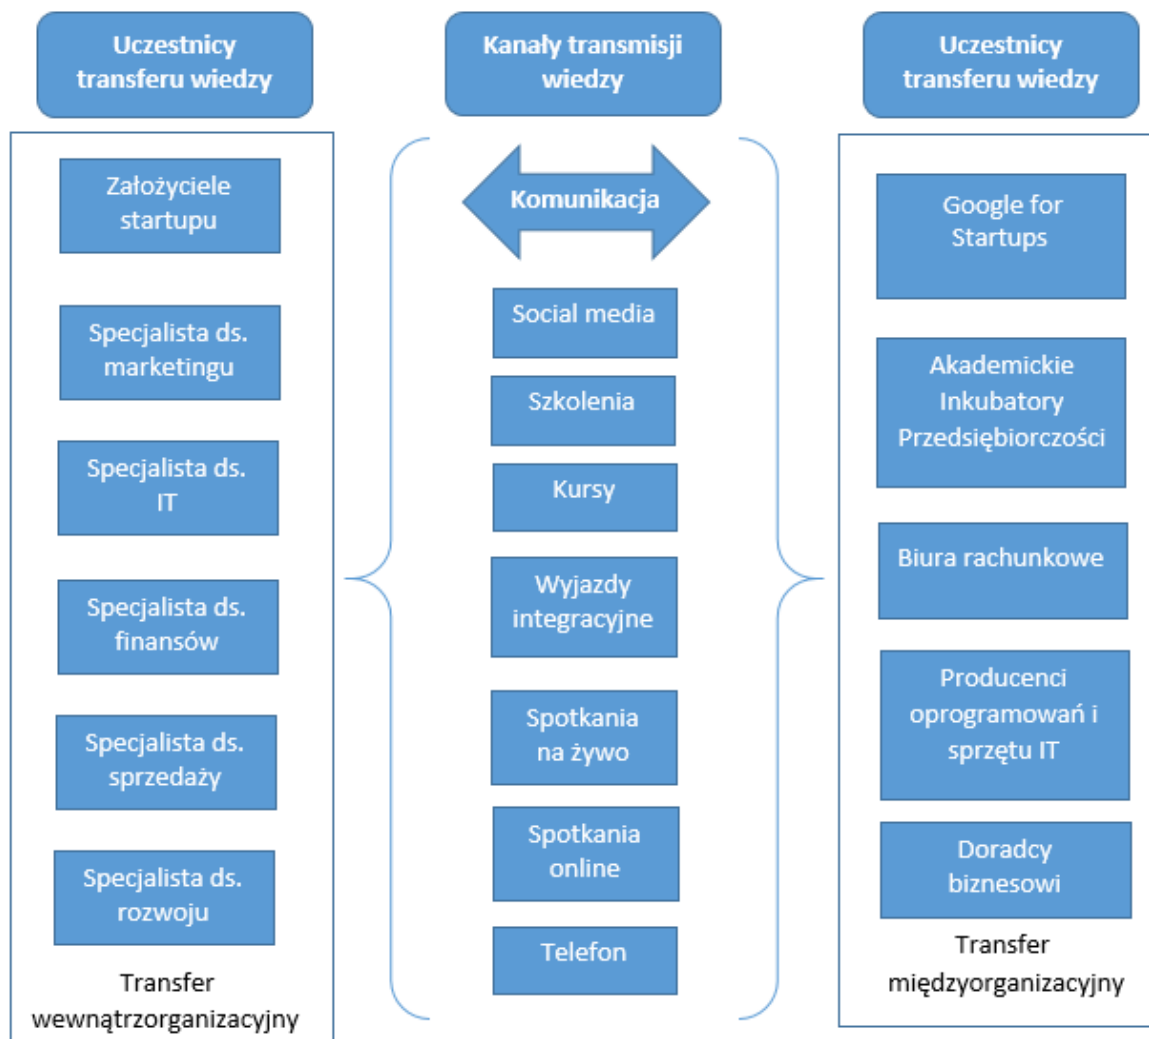 Uczestnicy
transferu wiedzy
Kanały transmisji
wiedzy
Uczestnicy
transferu wiedzy
Założyciele
startupu
Specjalista ds.
marketingu
Specjalista ds.
IT
Specjalista ds.
finansów
Specjalista ds.
sprzedaży
Specjalista ds.
rozwoju
Transfer
wewnątrzorganizacyjny
Komunikacja
Social media
Szkolenia
Kursy
Wyjazdy
integracyjne
Spotkania
na żywo
Spotkania
online
Telefon
Google for
Startups
Akademickie
Inkubatory
Przedsiębiorczości
Biura rachunkowe
Producenci
oprogramowań i
sprzętu IT
Doradcy
biznesowi
Transfer
międzyorganizacyjny